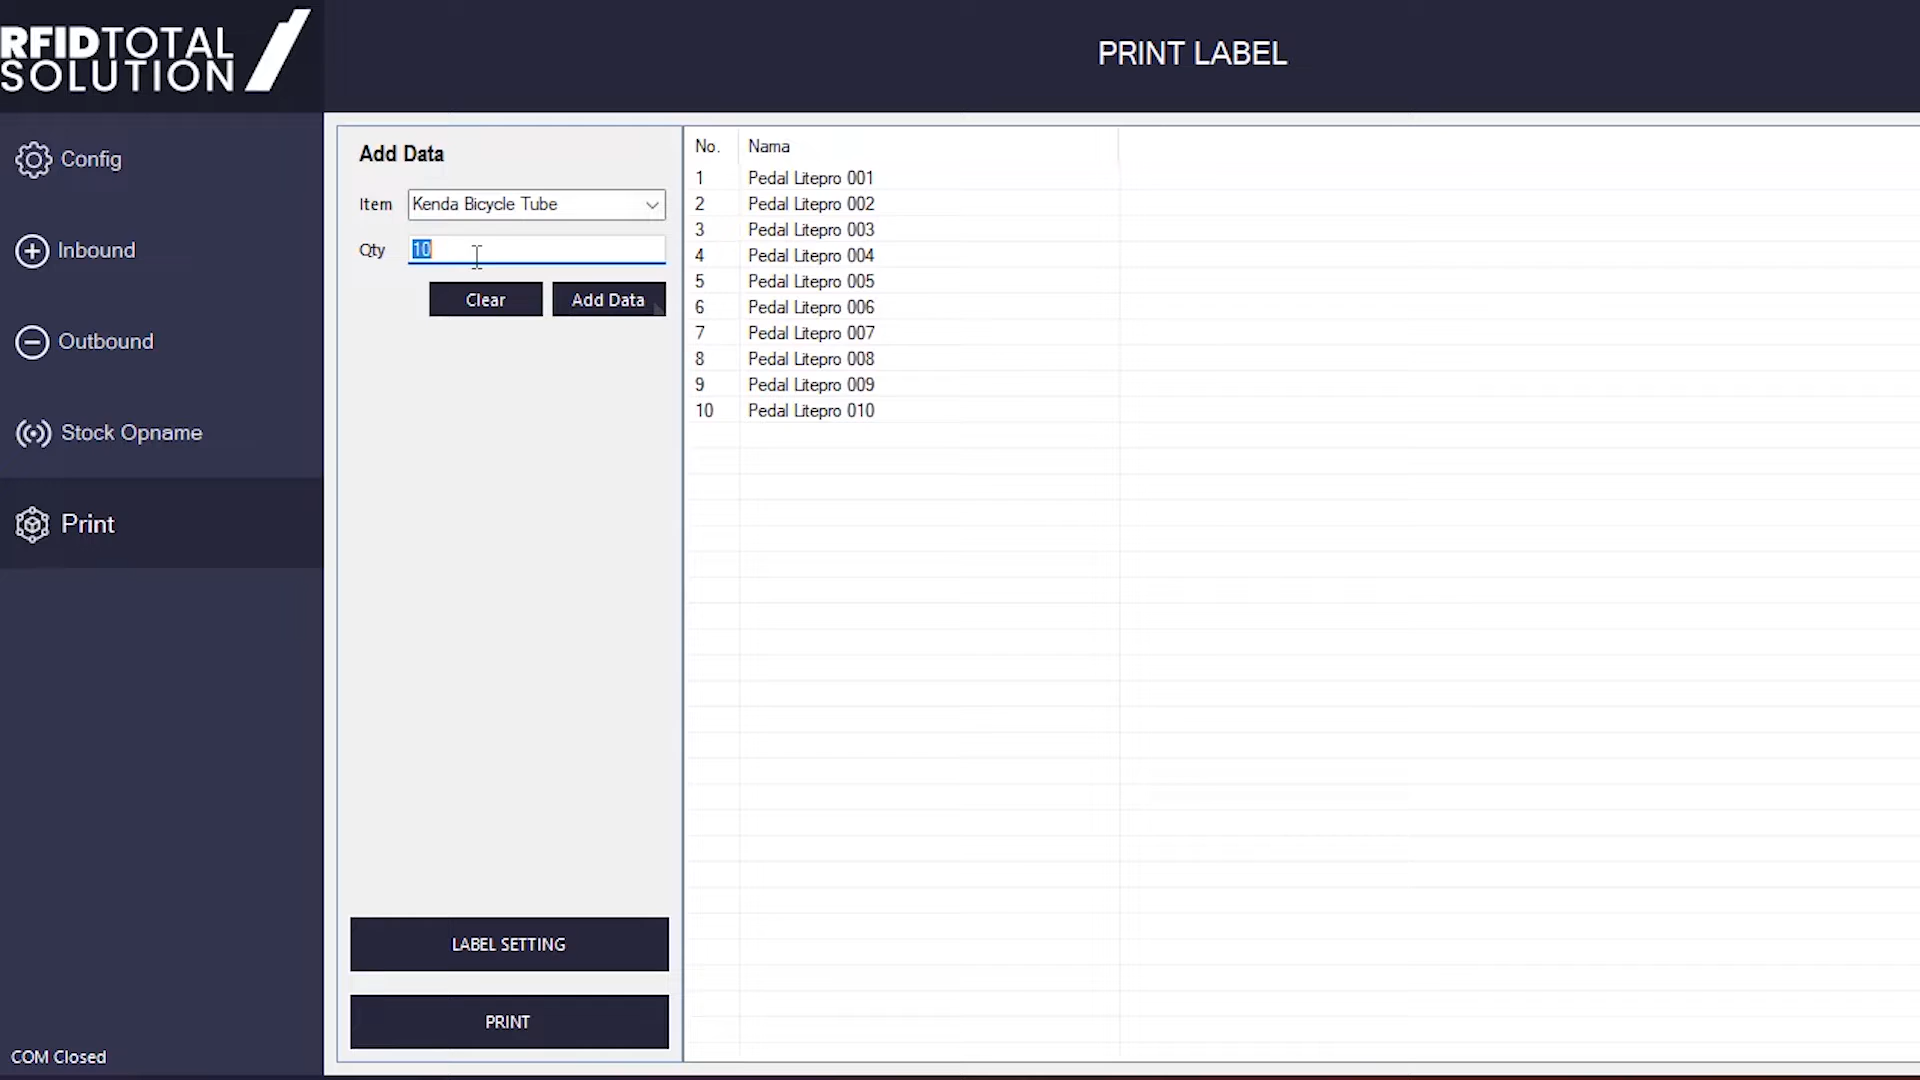 RFIDTOTAL
SOLUTION
PRINT LABEL
Config
Inbound
Outbound
Stock Opname
Print
COM Closed
Add Data
Item Kenda Bicycle Tube
Qty 10
Clear Add Data
LABEL SETTING
PRINT
No. Nama
1 Pedal Litepro 001
2 Pedal Litepro 002
3 Pedal Litepro 003
4 Pedal Litepro 004
5 Pedal Litepro 005
6 Pedal Litepro 006
7 Pedal Litepro 007
8 Pedal Litepro 008
9 Pedal Litepro 009
10 Pedal Litepro 010